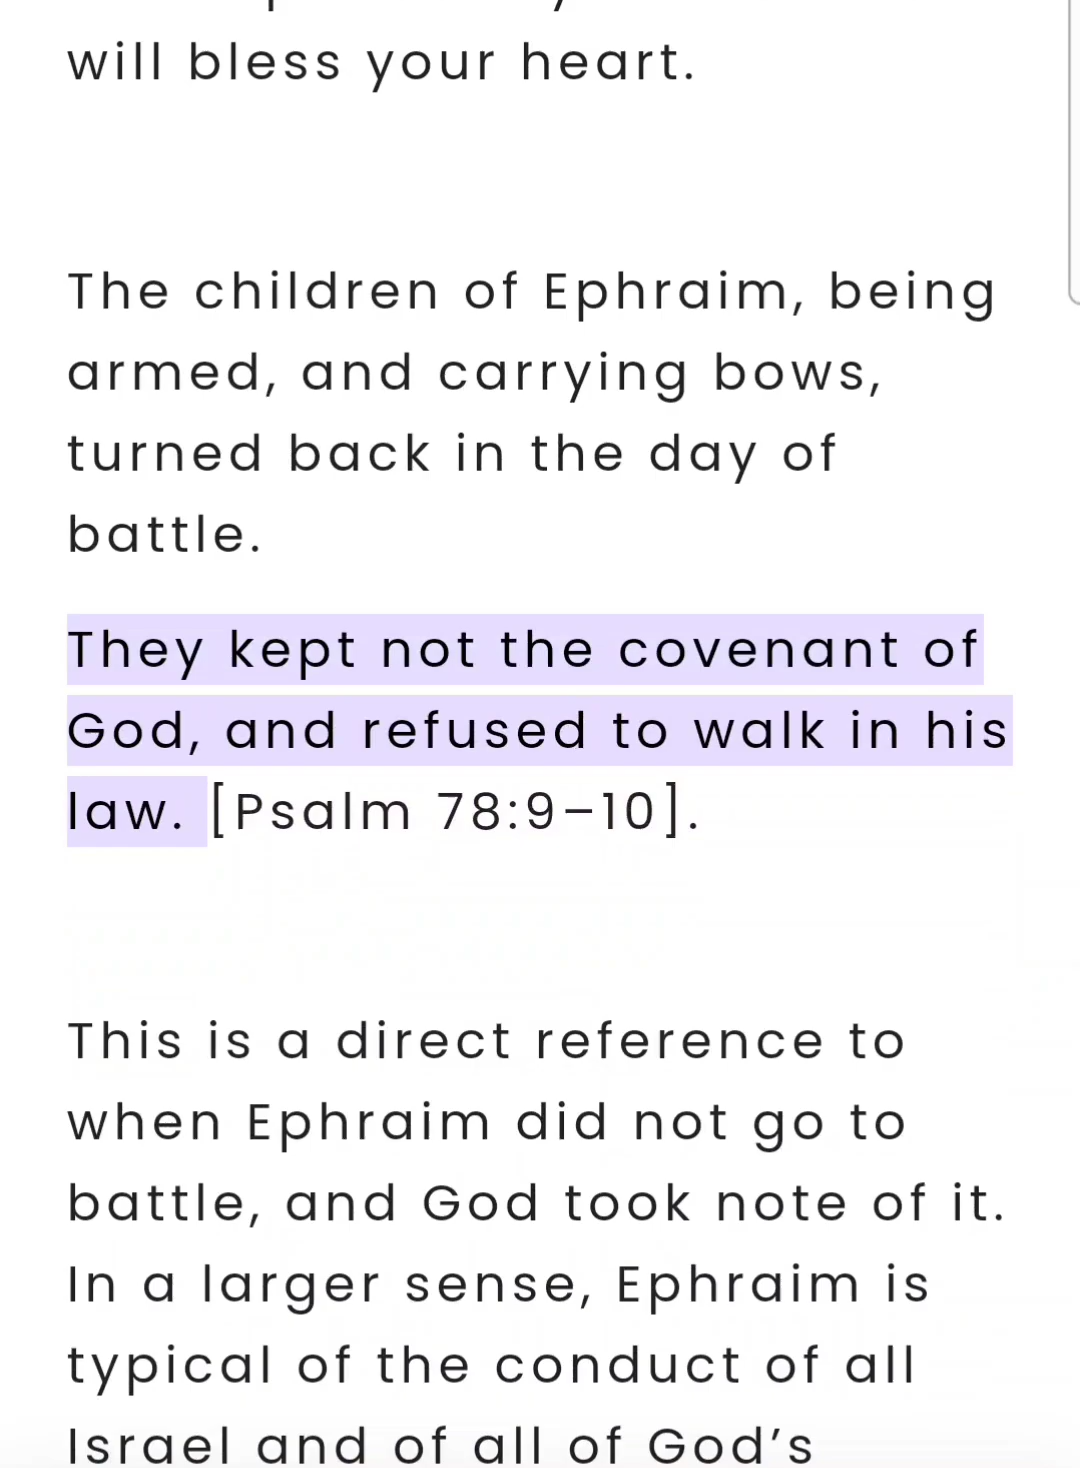 will bless your heart.
The children of Ephraim, being
armed, and carrying bows,
turned back in the day of
battle.
They kept not the covenant of
God, and refused to walk in his
law. [Psalm 78:9–10].
This is a direct reference to
when Ephraim did not go to
battle, and God took note of it.
In a larger sense, Ephraim is
typical of the conduct of all
Israel and of all of God’s